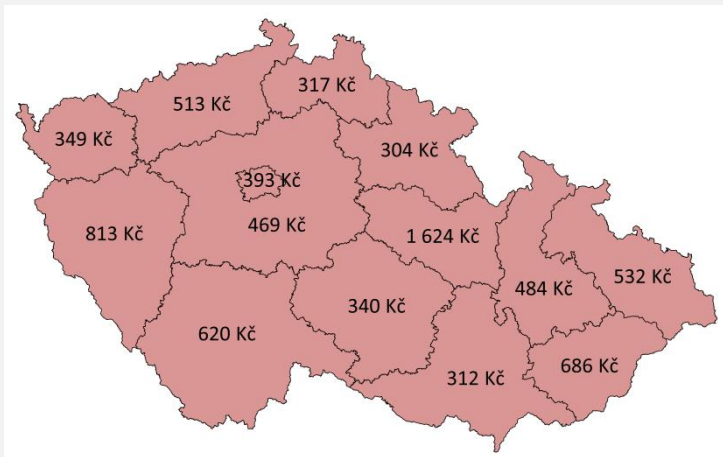 317 Kč
513 Kč
349 Kč
304 Kč
393 Kč
469 Kč
813 Kč
1 624 Kč
532 Kč
484 Kč
340 Kč
620 Kč
686 Kč
312 Kč